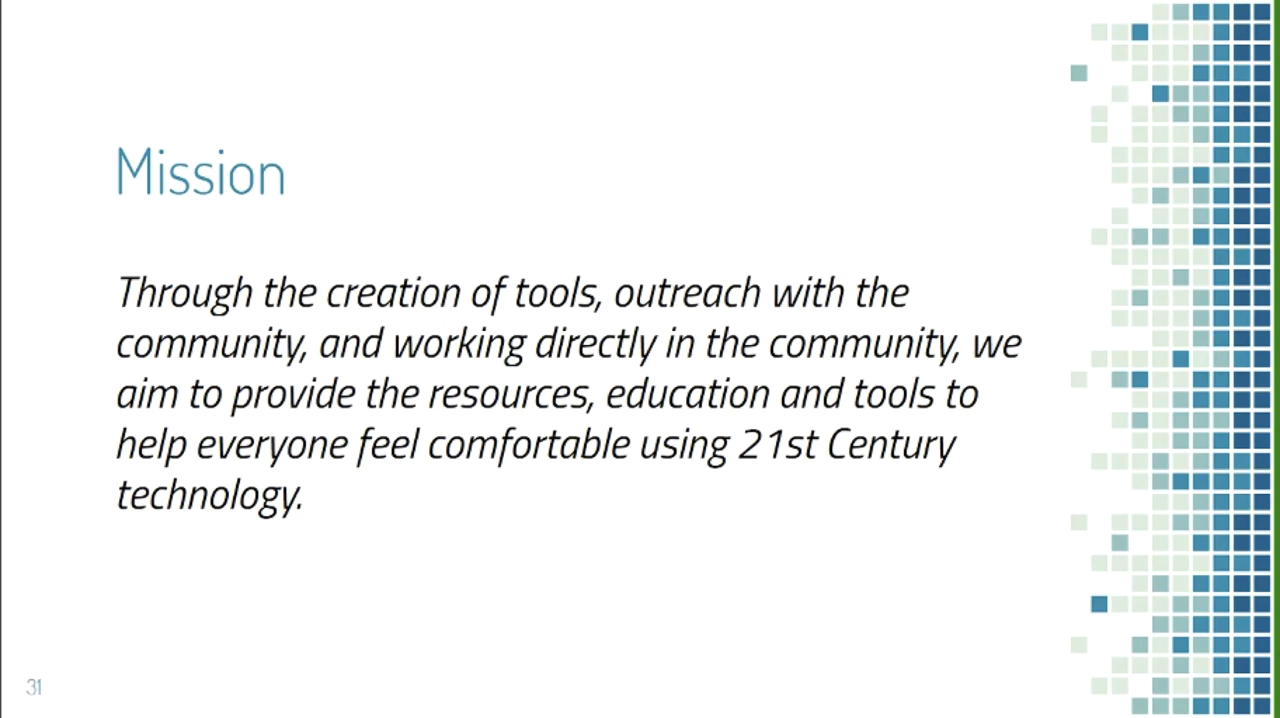 Mission
Through the creation of tools, outreach with the
community, and working directly in the community, we
aim to provide the resources, education and tools to
help everyone feel comfortable using 21st Century
technology.
31